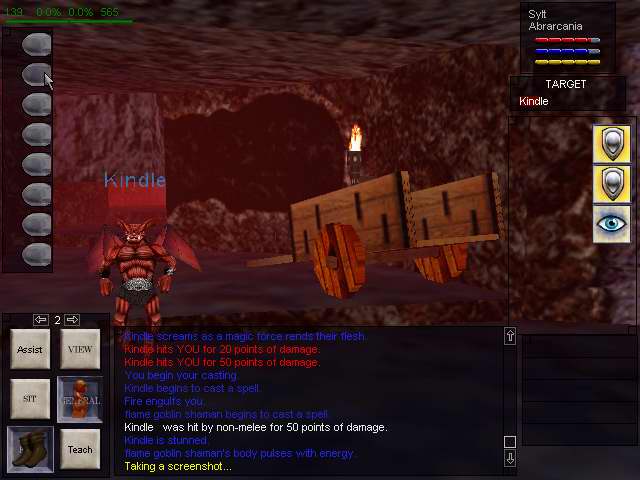 139 0.0% 0.0% 565
Sylt
Abrarcania
TARGET
Kindle
Kindle
2
Assist
VIEW
SIT
GENERAL
Teach
Kindle screams as a magic force rends their flesh.
Kindle hits YOU for 20 points of damage.
Kindle hits YOU for 50 points of damage.
You begin your casting.
Kindle begins to cast a spell.
Fire engulfs you.
flame goblin shaman begins to cast a spell.
Kindle was hit by non-melee for 50 points of damage.
Kindle is stunned.
flame goblin shaman's body pulses with energy.
Taking a screenshot...